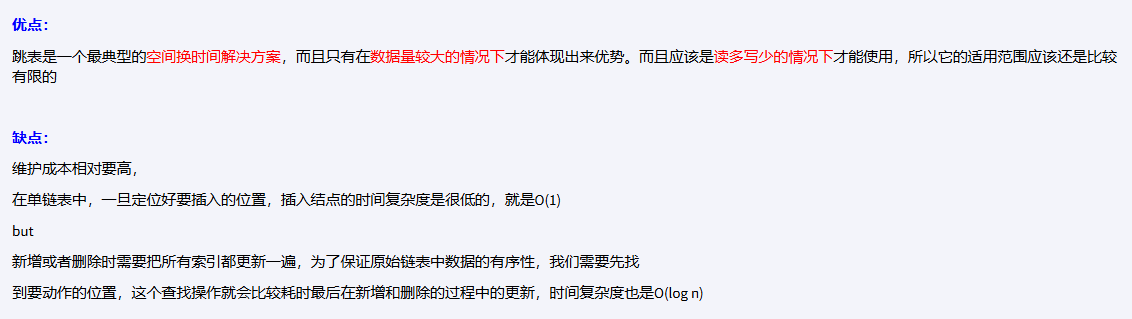 优点：
跳表是一个最典型的空间换时间解决方案，而且只有在数据量较大的情况下才能体现出来优势。而且应该是读多写少的情况下才能使用，所以它的适用范围应该还是比较
有限的
缺点：
维护成本相对要高，
在单链表中，一旦定位好要插入的位置，插入结点的时间复杂度是很低的，就是O(1)
but
新增或者删除时需要把所有索引都更新一遍，为了保证原始链表中数据的有序性，我们需要先找
到要动作的位置，这个查找操作就会比较耗时最后在新增和删除的过程中的更新，时间复杂度也是O(log n)